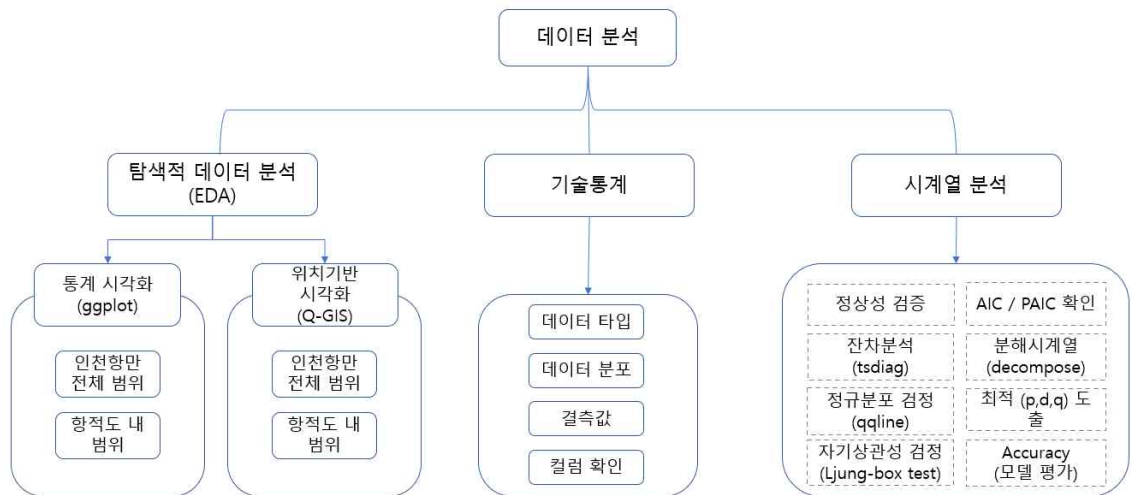 데이터 분석
탐색적 데이터 분석
(EDA)
기술통계
시계열 분석
통계 시각화
(ggplot)
인천항만
전체 범위
항적도 내
범위
위치기반
시각화
(Q-GIS)
인천항만
전체 범위
항적도 내
범위
데이터 타입
데이터 분포
결측값
컬럼 확인
정상성 검증
AIC / PAIC 확인
잔차분석
(tsdiag)
분해시계열
(decompose)
정규분포 검정
(qqline)
최적 (p,d,q) 도
출
자기상관성 검정
(Ljung-box test)
Accuracy
(모델 평가)